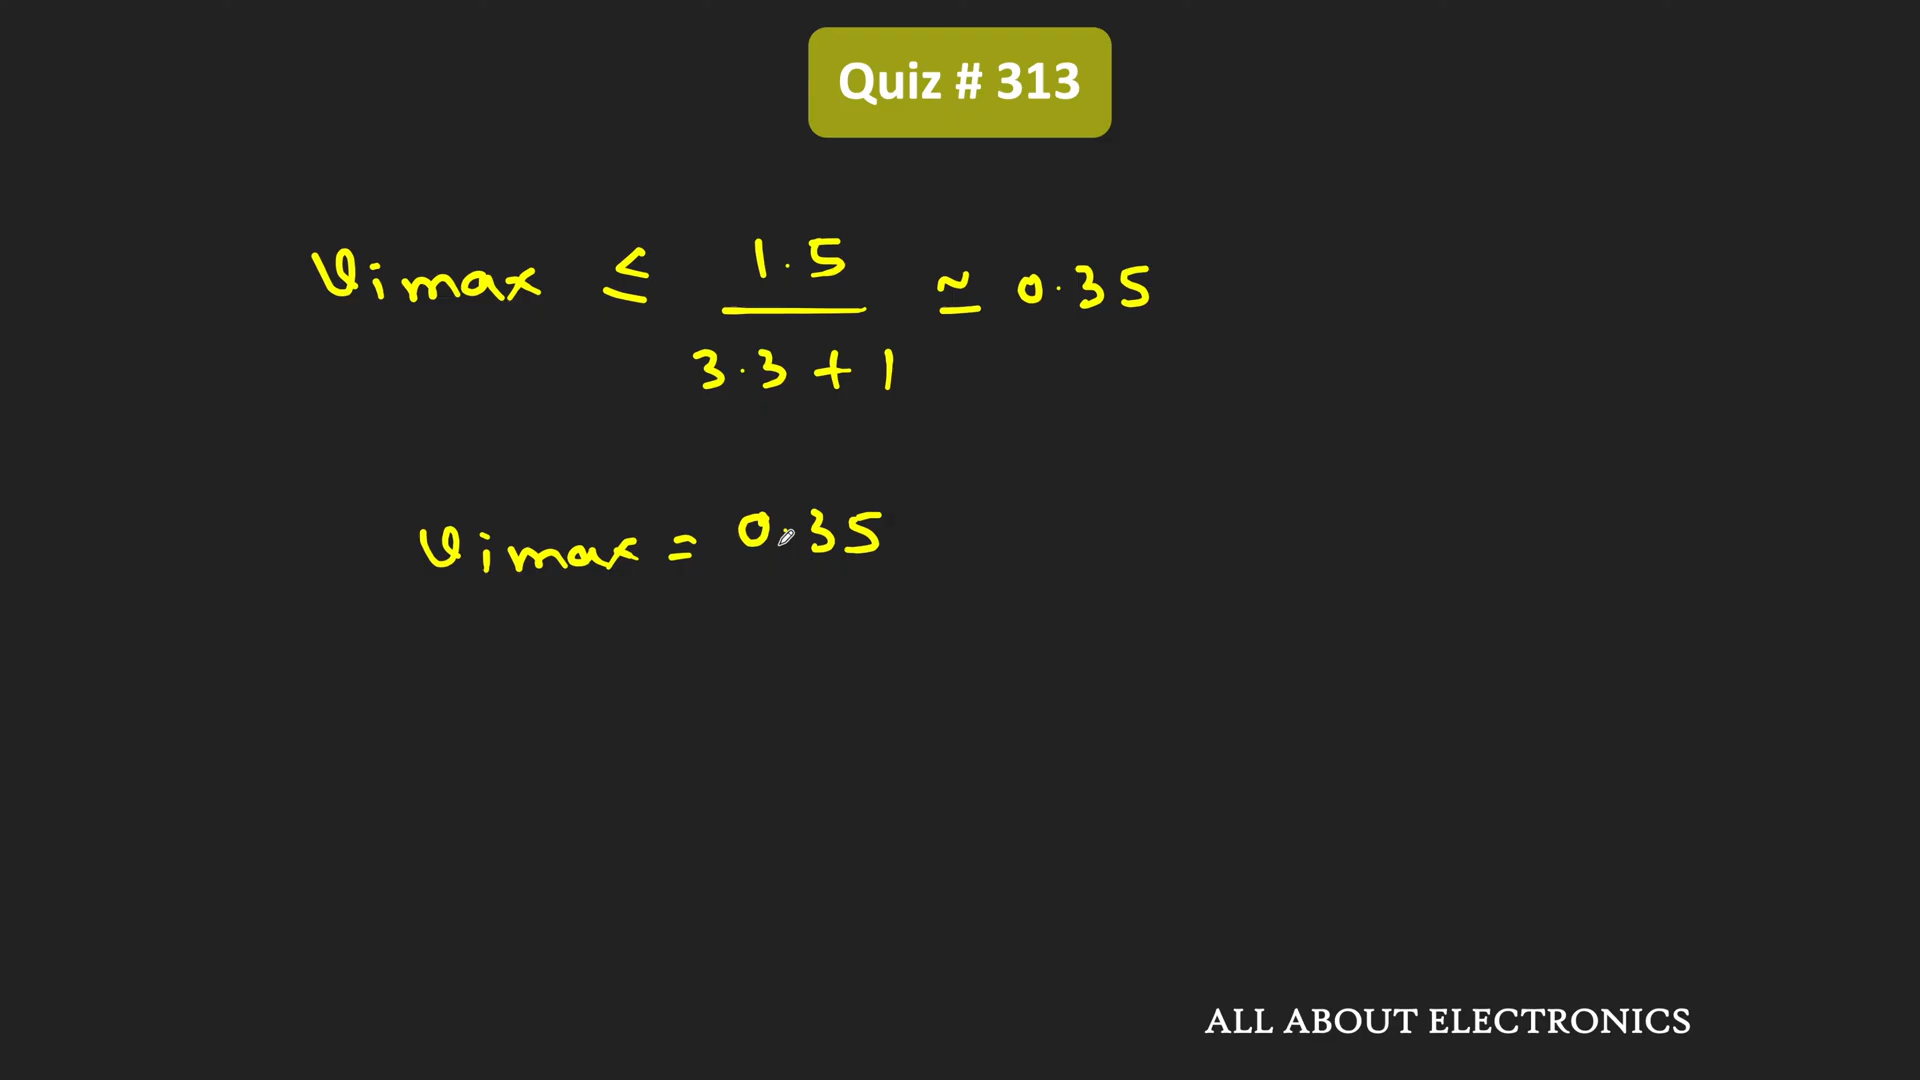 Quiz # 313
vimax ≤ 1.5 / 3.3 + 1 ≃ 0.35
vimax = 0.35
ALL ABOUT ELECTRONICS